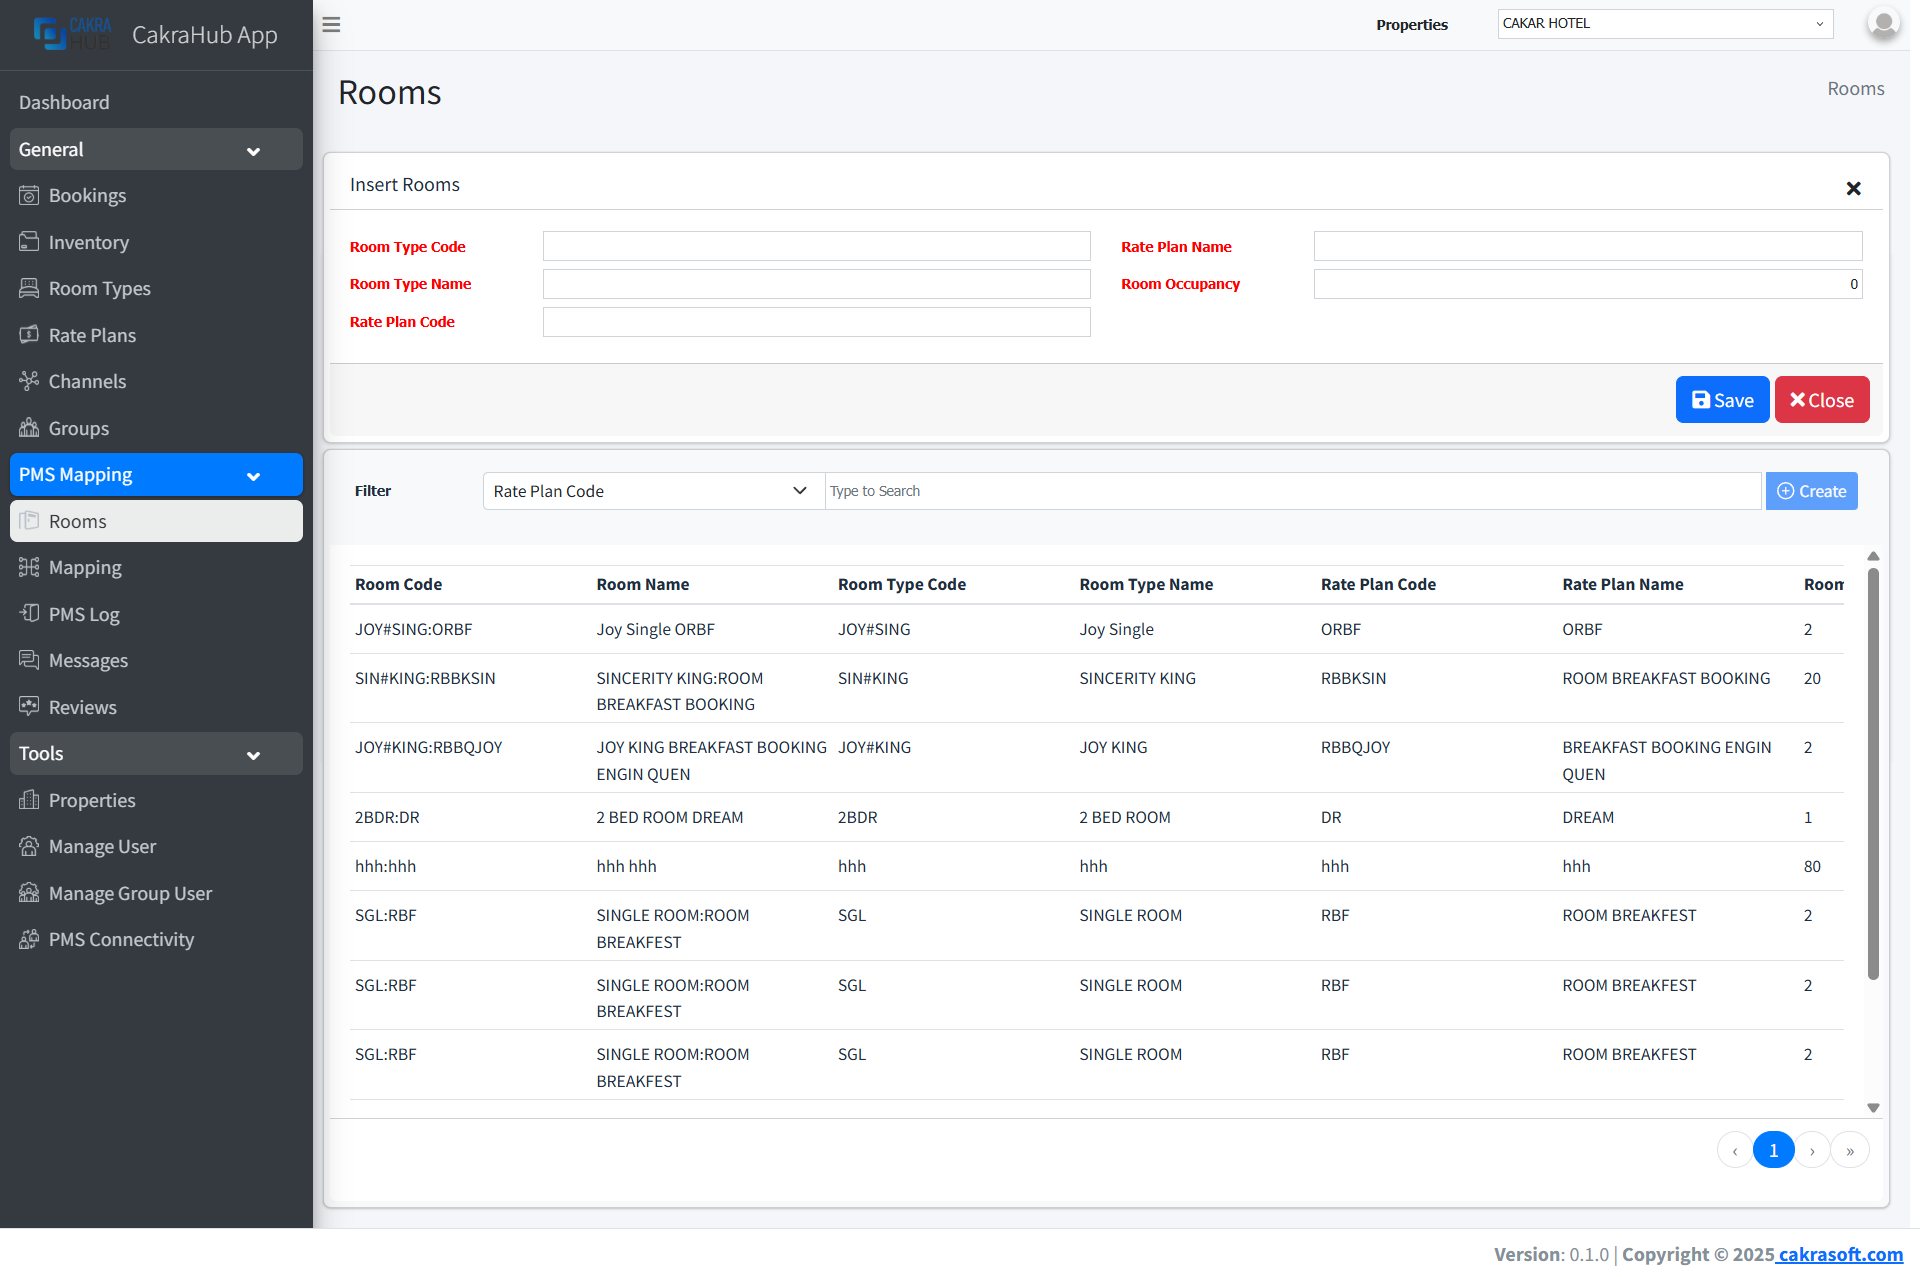 CAKRA
HUB
CakraHub App
Properties
CAKAR HOTEL
Dashboard
General
Bookings
Inventory
Room Types
Rate Plans
Channels
Groups
PMS Mapping
Rooms
Mapping
PMS Log
Messages
Reviews
Tools
Properties
Manage User
Manage Group User
PMS Connectivity
Rooms
Rooms
Insert Rooms
Room Type Code
Rate Plan Name
Room Type Name
Room Occupancy 0
Rate Plan Code
Save
Close
Filter
Rate Plan Code
Type to Search
Create
Room Code Room Name Room Type Code Room Type Name Rate Plan Code Rate Plan Name Room
JOY#SING:ORBF Joy Single ORBF JOY#SING Joy Single ORBF ORBF 2
SIN#KING:RBBKSIN SINCERITY KING:ROOM SIN#KING SINCERITY KING RBBKSIN ROOM BREAKFAST BOOKING 20
BREAKFAST BOOKING
JOY#KING:RBBQJOY JOY KING BREAKFAST BOOKING JOY#KING JOY KING RBBQJOY BREAKFAST BOOKING ENGIN 2
ENGIN QUEN QUEN
2BDR:DR 2 BED ROOM DREAM 2BDR 2 BED ROOM DR DREAM 1
hhh:hhh hhh hhh hhh hhh hhh hhh 80
SGL:RBF SINGLE ROOM:ROOM SGL SINGLE ROOM RBF ROOM BREAKFEST 2
BREAKFEST
SGL:RBF SINGLE ROOM:ROOM SGL SINGLE ROOM RBF ROOM BREAKFEST 2
BREAKFEST
SGL:RBF SINGLE ROOM:ROOM SGL SINGLE ROOM RBF ROOM BREAKFEST 2
BREAKFEST
‹ 1 › »
Version: 0.1.0 | Copyright © 2025 cakrasoft.com